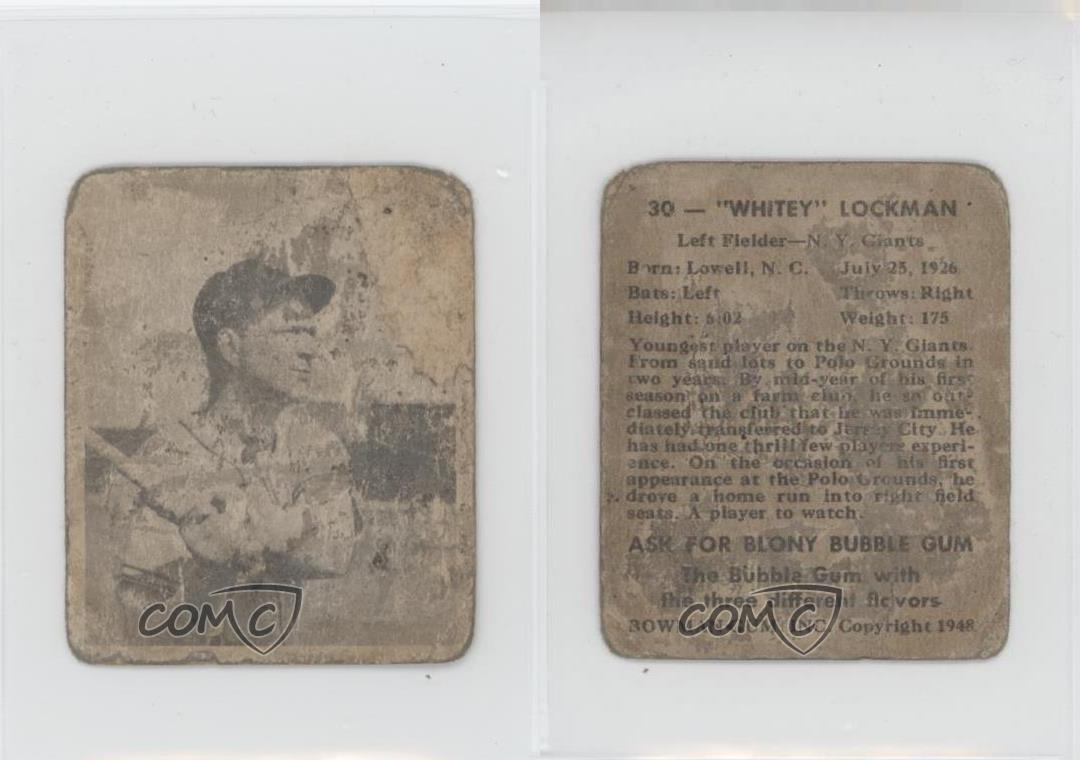 30 — "WHITEY" LOCKMAN
Left Fielder—N. Y. Giants
Born: Lowell, N. C. July 25, 1926
Bats: Left Throws: Right
Height: 6:02 Weight: 175
Youngest player on the N. Y. Giants.
From sand lots to Polo Grounds in
two years. By mid-year of his first
season on a farm club, he so out-
classed the club that he was imme-
diately transferred to Jersey City. He
has had one thrill few players experi-
ence. On the occasion of his first
appearance at the Polo Grounds, he
drove a home run into right field
seats. A player to watch.
ASK FOR BLONY BUBBLE GUM
The Bubble Gum with
the three different flavors
BOWMAN GUM, INC. Copyright 1948
COMC
COMC